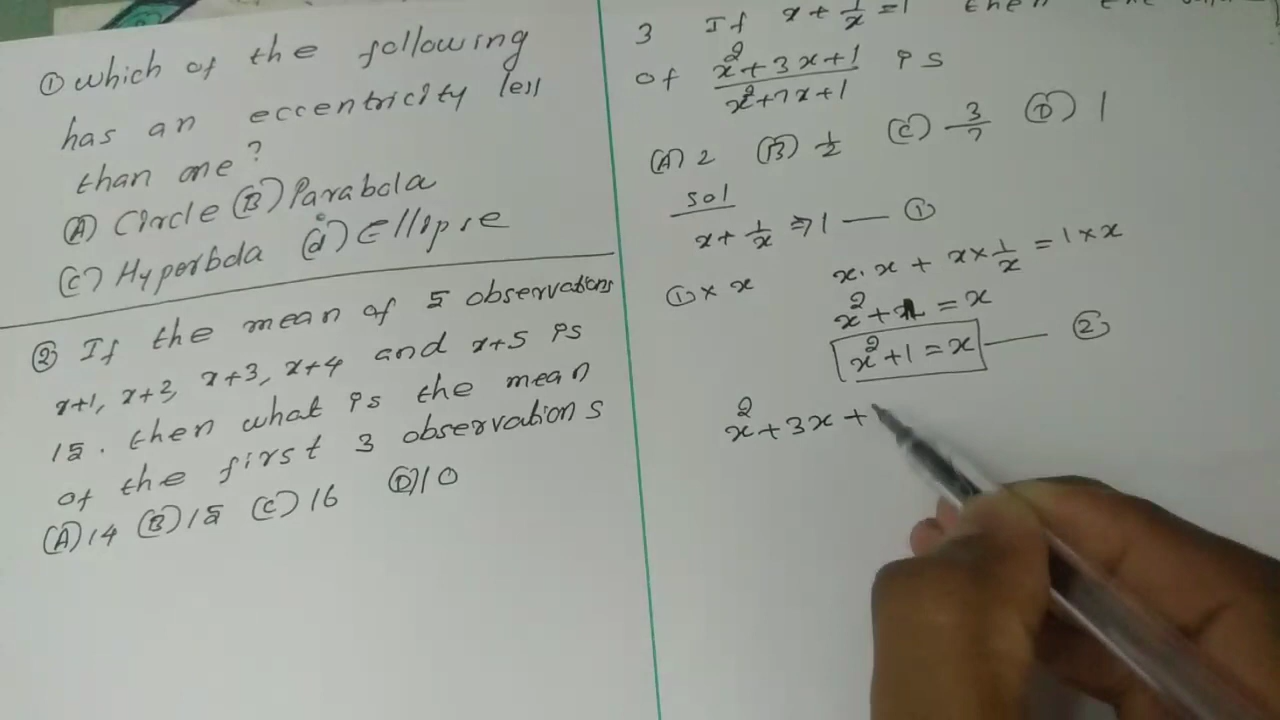 ① which of the following
has an eccentricity less
than one?
(A) Circle (B) Parabola
(C) Hyperbola (d) Ellipse
② If the mean of 5 observations
x+1, x+2, x+3, x+4 and x+5 is
15. then what is the mean
of the first 3 observations
(A) 14 (B) 15 (C) 16 (D) 10
3 If x + 1/x = 1 then the
of x²+3x+1 / x²+7x+1 is
(A) 2 (B) 1/2 (C) 3/7 (D) 1
sol
x + 1/x ⇒ 1 — ①
① × x x·x + x × 1/x = 1 × x
x² + 1 = x
x² + 1 = x — ②
x² + 3x +